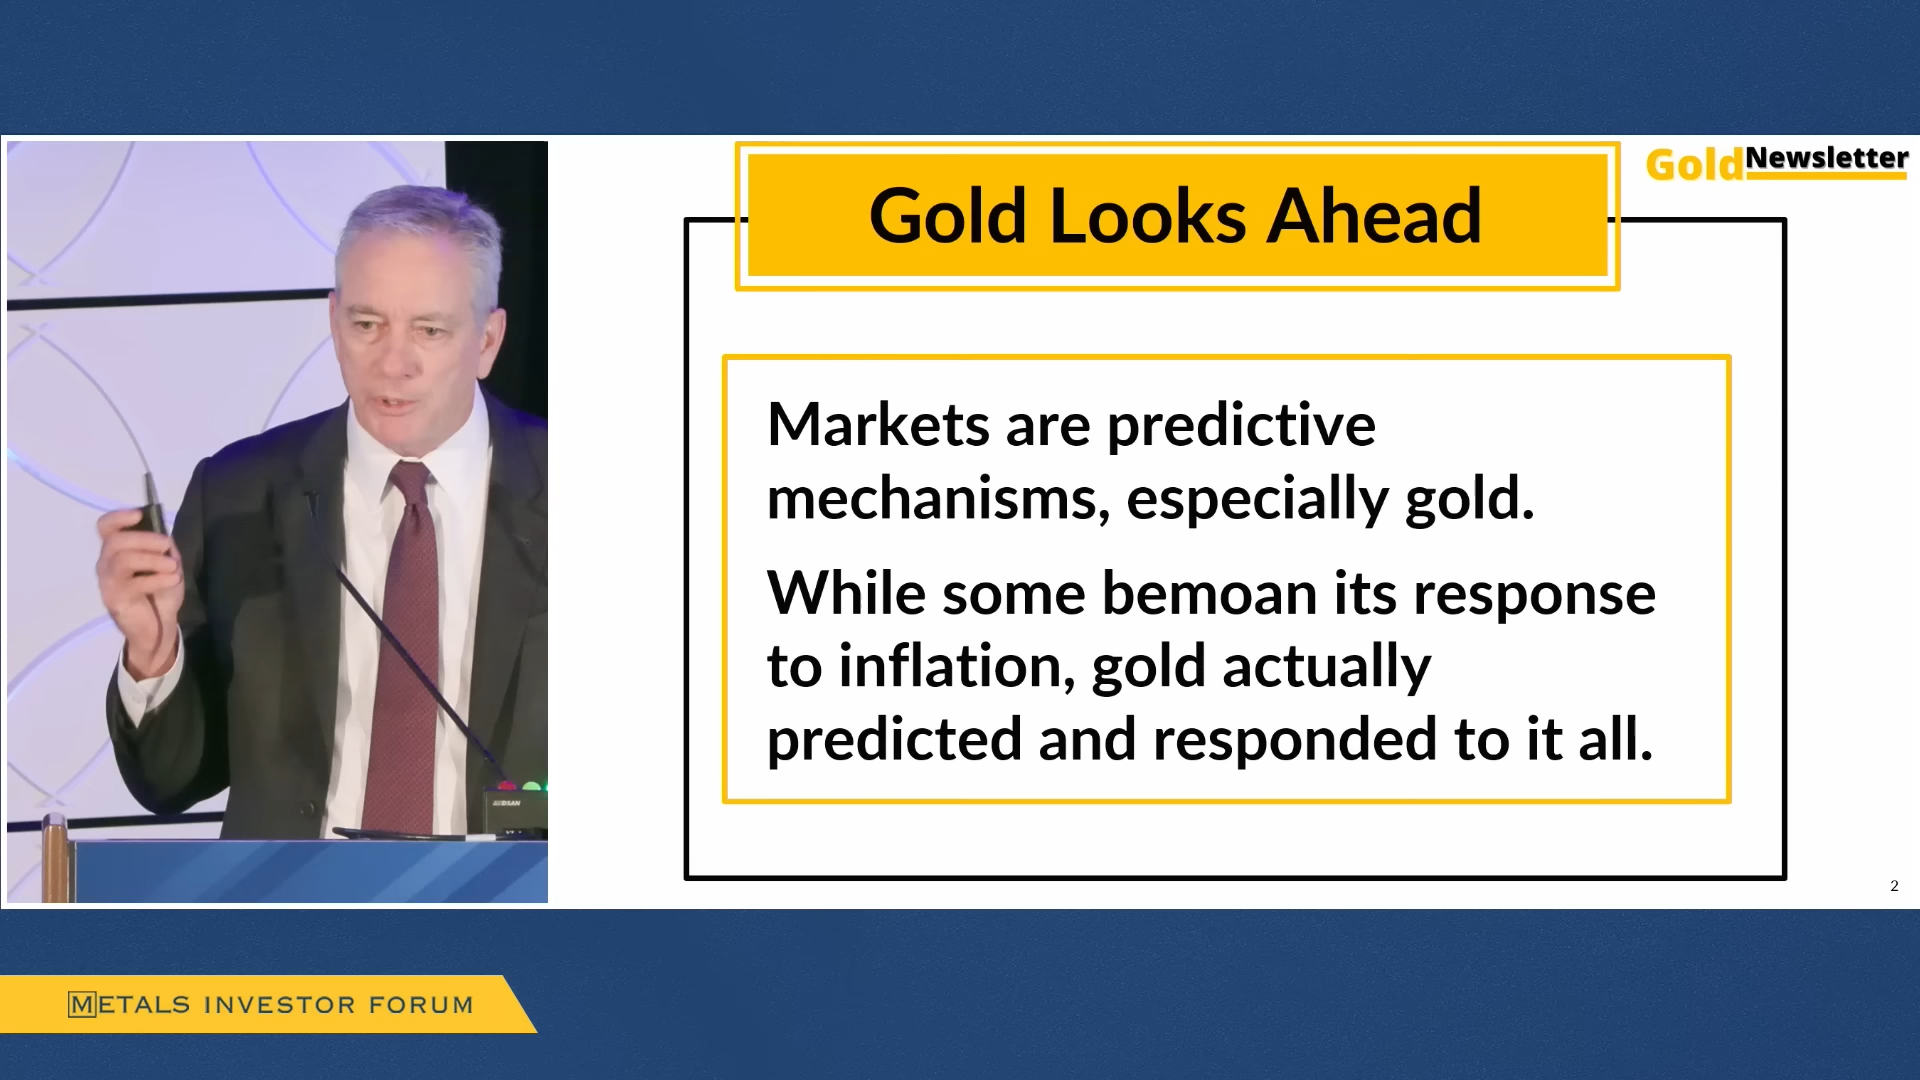 GoldNewsletter
Gold Looks Ahead
Markets are predictive
mechanisms, especially gold.
While some bemoan its response
to inflation, gold actually
predicted and responded to it all.
2
METALS INVESTOR FORUM